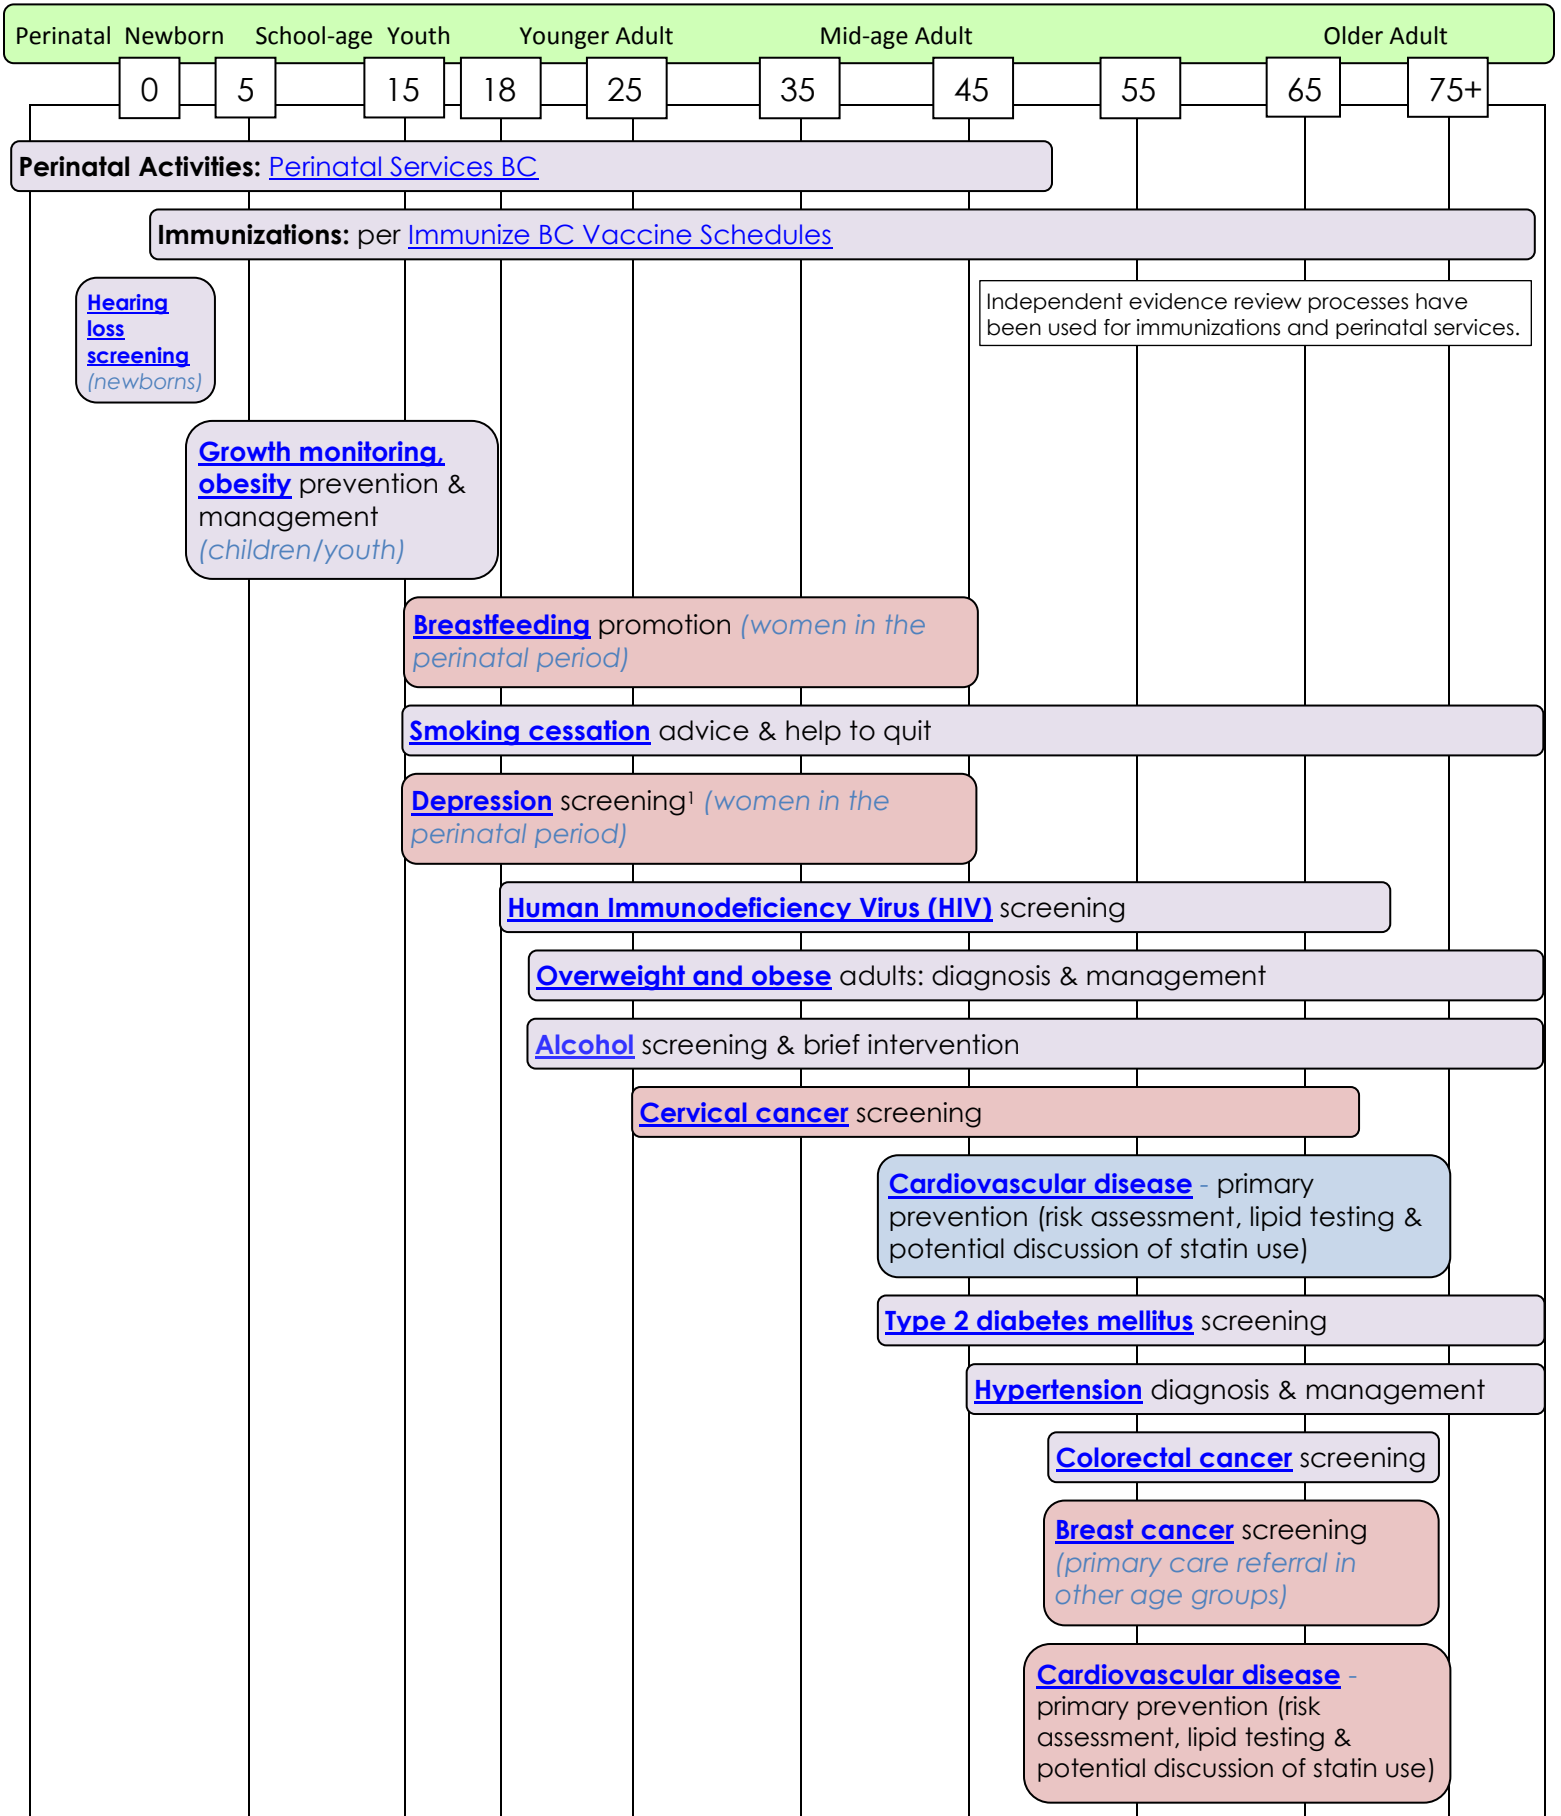 Perinatal Newborn School-age Youth Younger Adult Mid-age Adult Older Adult
0 5 15 18 25 35 45 55 65 75+
Perinatal Activities: Perinatal Services BC
Immunizations: per Immunize BC Vaccine Schedules
Hearing
loss
screening
(newborns)
Independent evidence review processes have
been used for immunizations and perinatal services.
Growth monitoring,
obesity prevention &
management
(children/youth)
Breastfeeding promotion (women in the
perinatal period)
Smoking cessation advice & help to quit
Depression screening¹ (women in the
perinatal period)
Human Immunodeficiency Virus (HIV) screening
Overweight and obese adults: diagnosis & management
Alcohol screening & brief intervention
Cervical cancer screening
Cardiovascular disease - primary
prevention (risk assessment, lipid testing &
potential discussion of statin use)
Type 2 diabetes mellitus screening
Hypertension diagnosis & management
Colorectal cancer screening
Breast cancer screening
(primary care referral in
other age groups)
Cardiovascular disease -
primary prevention (risk
assessment, lipid testing &
potential discussion of statin use)